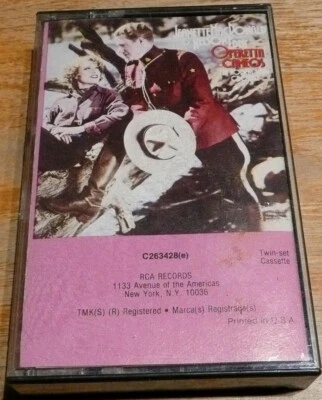 OPERETTA
CAMEOS
C263428(e)
Twin-set
Cassette
RCA RECORDS
1133 Avenue of the Americas
New York, N.Y. 10036
TMK(S) (R) Registered • Marca(s) Registrada(s)
Printed in U.S.A.